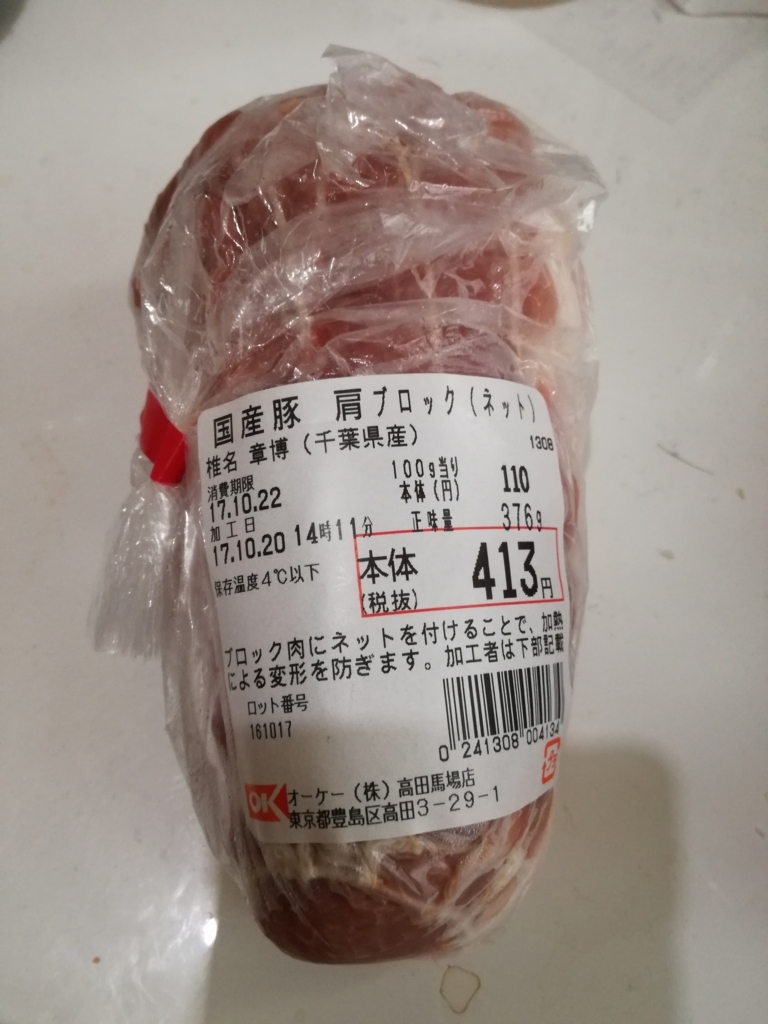 国産豚 肩ブロック(ネット)
椎名 章博(千葉県産) 1308
消費期限 100g当り
17.10.22 本体(円) 110
加工日 正味量 376g
17.10.20 14時11分
保存温度4℃以下 本体 413円
(税抜)
ブロック肉にネットを付けることで、加熱
による変形を防ぎます。加工者は下部記載
ロット番号
161017
0 241308 004134
OK オーケー(株)高田馬場店
東京都豊島区高田3-29-1